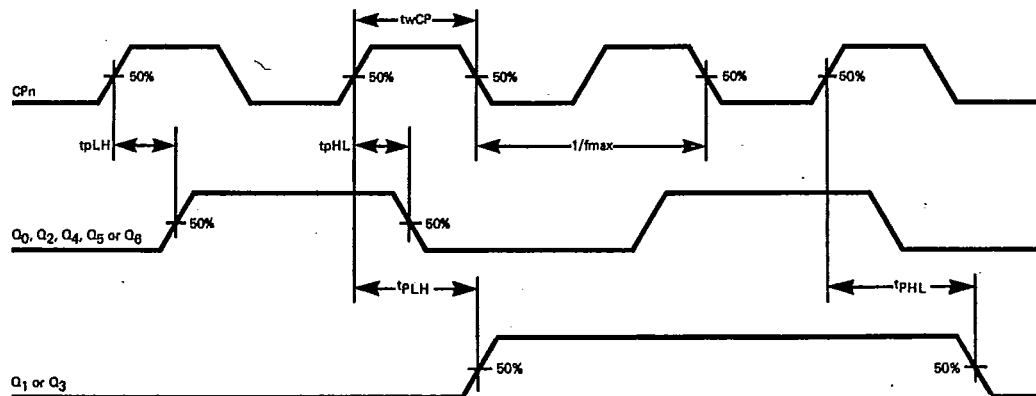 twCP
50% 50% 50% 50% 50%
CPn
tpLH tpHL 1/fmax
50% 50%
Q0, Q2, Q4, Q5 or Q6
tPLH tPHL
50% 50%
Q1 or Q3